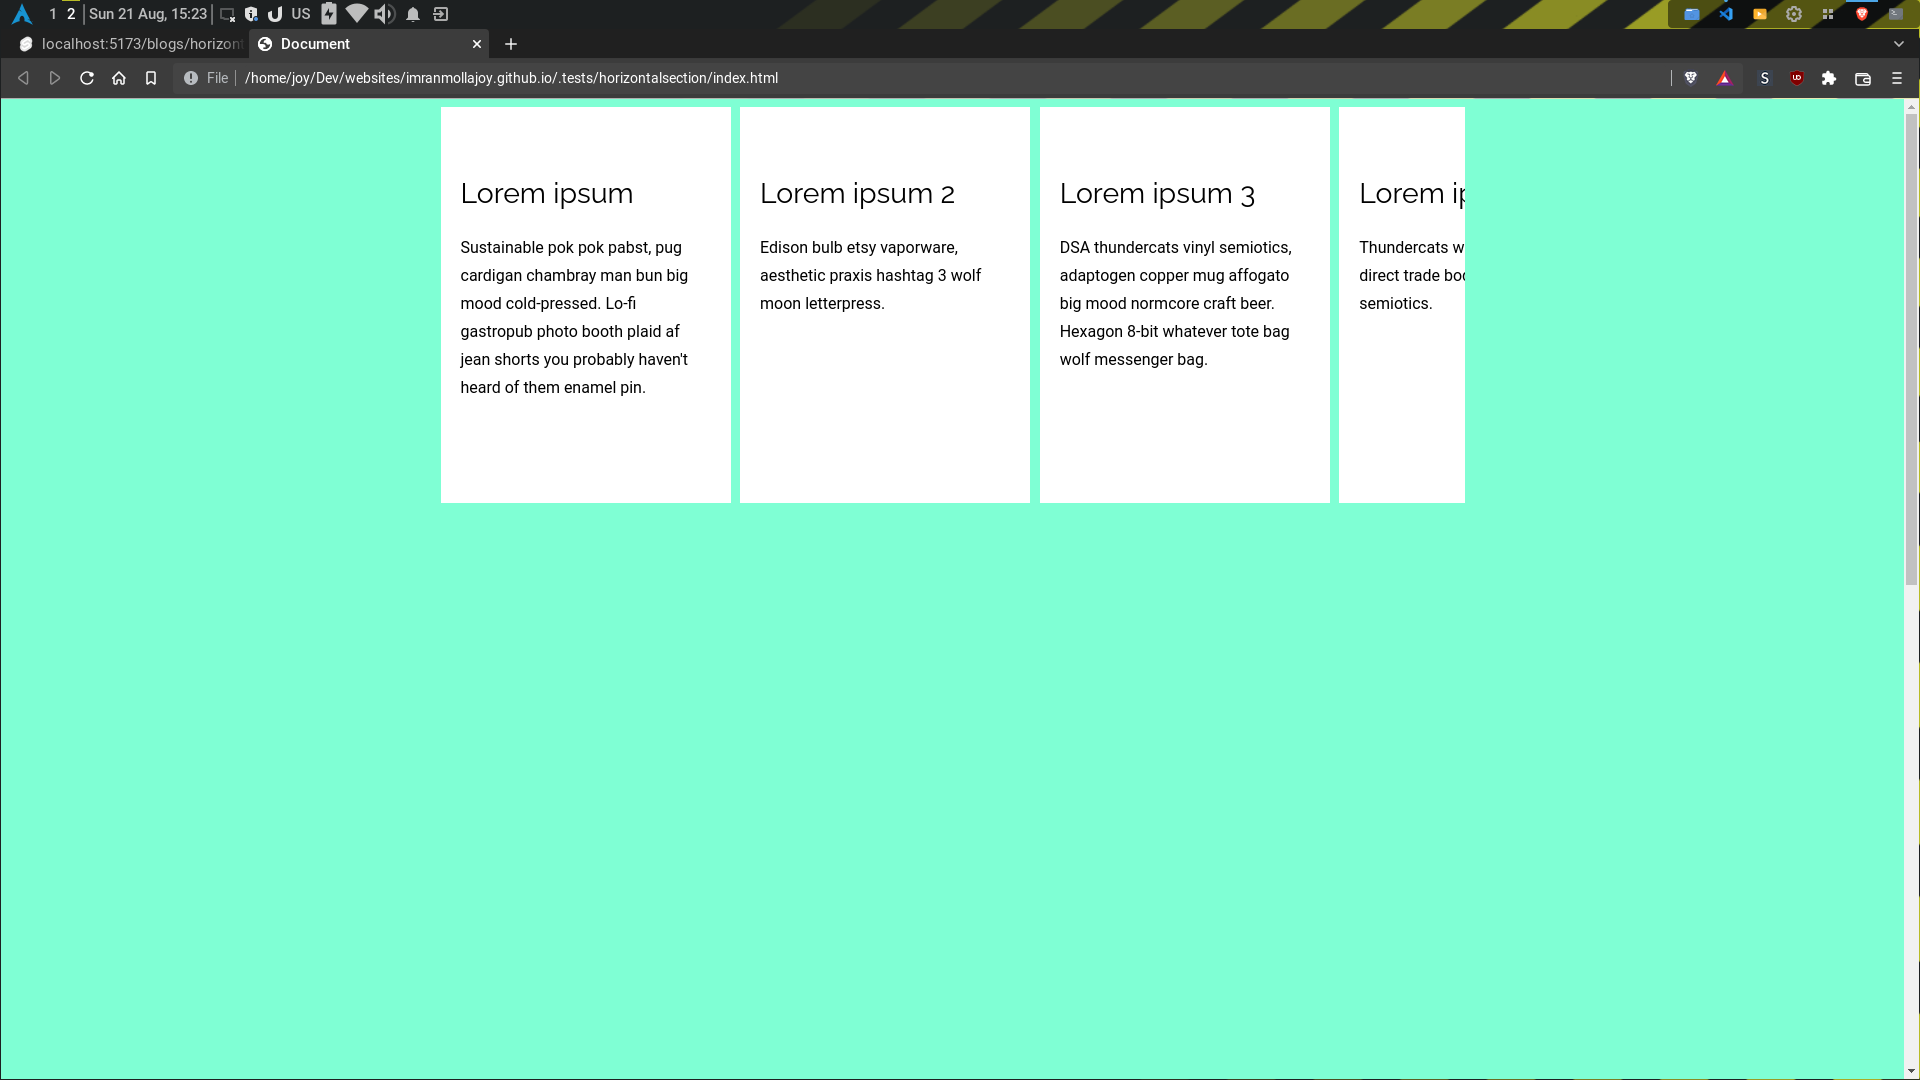 1 2 Sun 21 Aug, 15:23 US
localhost:5173/blogs/horizont
Document
File /home/joy/Dev/websites/imranmollajoy.github.io/.tests/horizontalsection/index.html
S
Lorem ipsum
Sustainable pok pok pabst, pug
cardigan chambray man bun big
mood cold-pressed. Lo-fi
gastropub photo booth plaid af
jean shorts you probably haven't
heard of them enamel pin.
Lorem ipsum 2
Edison bulb etsy vaporware,
aesthetic praxis hashtag 3 wolf
moon letterpress.
Lorem ipsum 3
DSA thundercats vinyl semiotics,
adaptogen copper mug affogato
big mood normcore craft beer.
Hexagon 8-bit whatever tote bag
wolf messenger bag.
Lorem ip
Thundercats w
direct trade bo
semiotics.